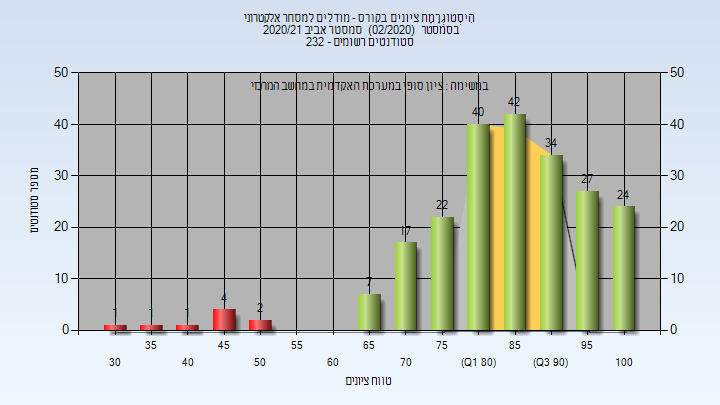 היסטוגרמת ציונים בקורס - מודלים למסחר אלקטרוני
בסמסטר (02/2020) סמסטר אביב 2020/21
סטודנטים רשומים - 232
במשימה : ציון סופי במערכת האקדמית במחשב המרכזי
50 50
40 40
30 30
20 20
10 10
0 0
1 1 1 4 2 7 17 22 40 42 34 27 24
מספר סטודנטים
35 45 55 65 75 85 95
30 40 50 60 70 (Q1 80) (Q3 90) 100
טווח ציונים